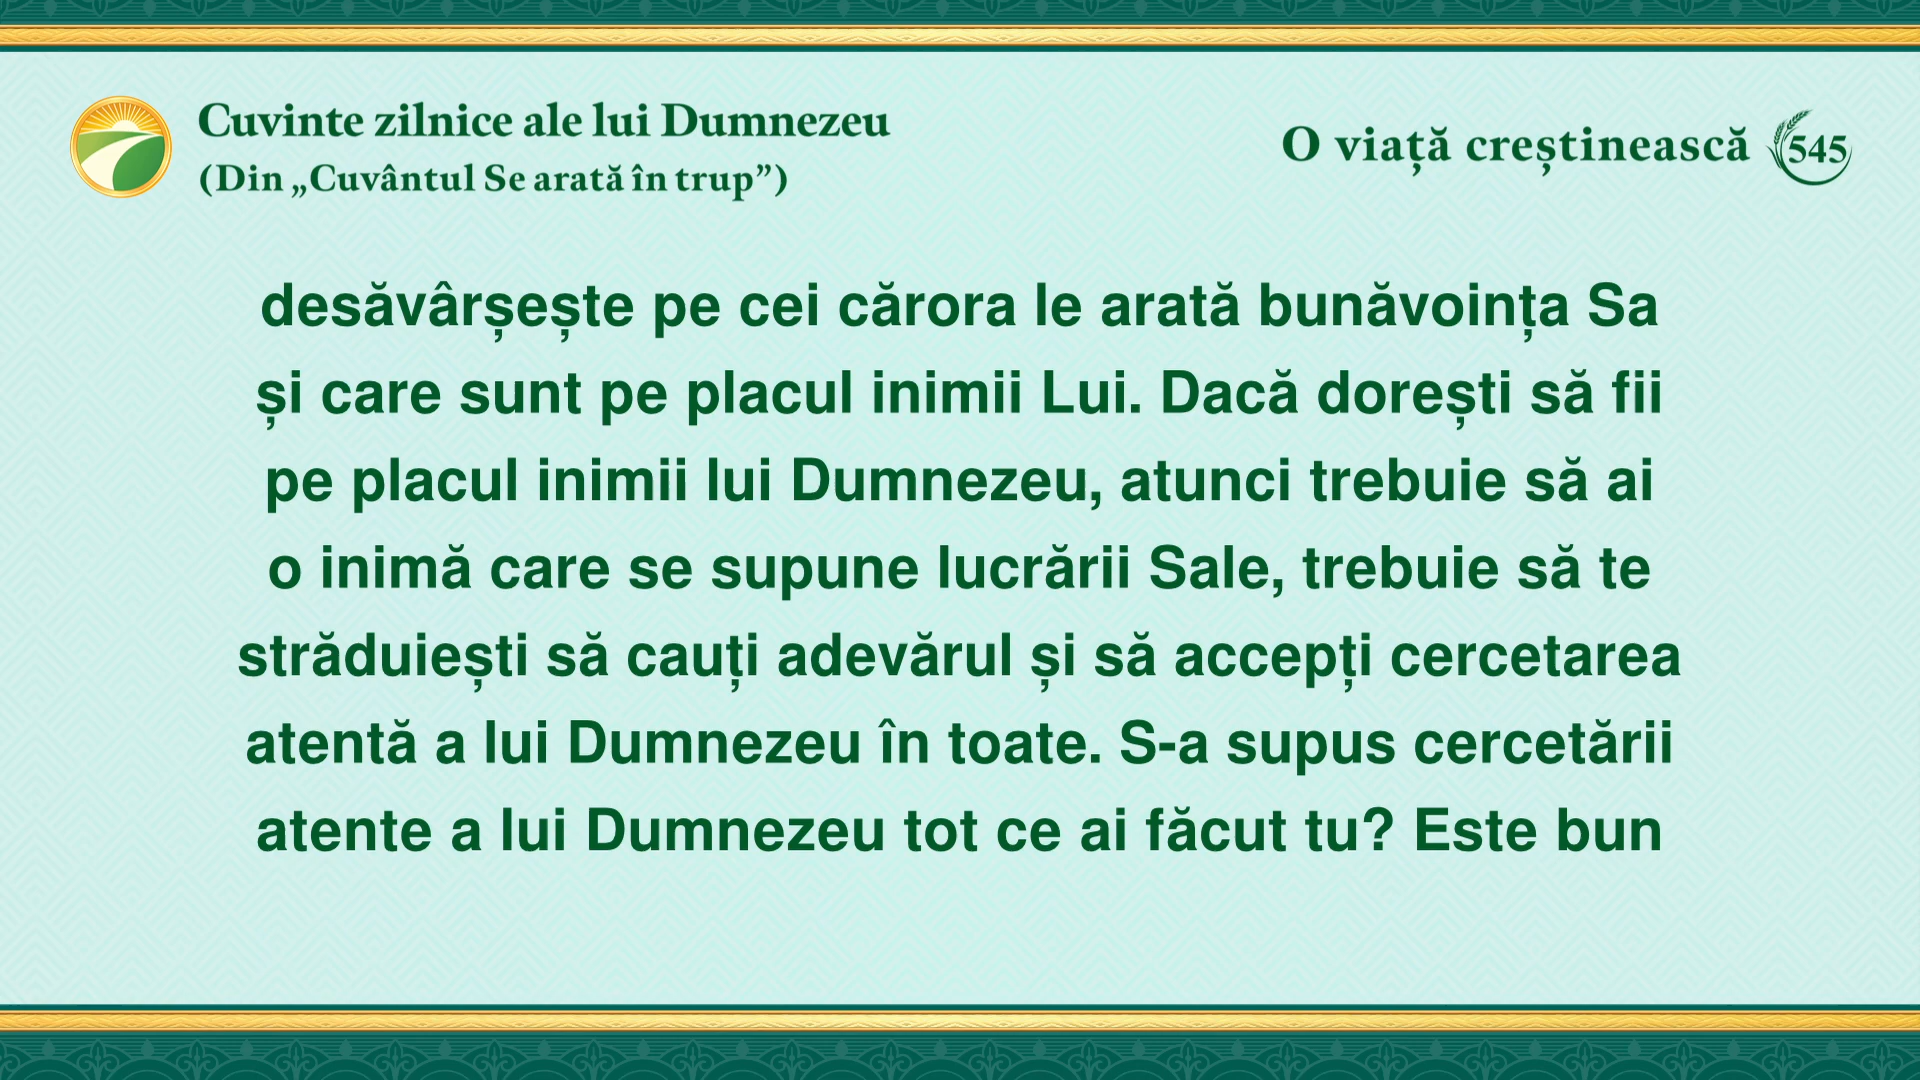 Cuvinte zilnice ale lui Dumnezeu
(Din „Cuvântul Se arată în trup”)
O viață creștinească 545
desăvârșește pe cei cărora le arată bunăvoința Sa
și care sunt pe placul inimii Lui. Dacă dorești să fii
pe placul inimii lui Dumnezeu, atunci trebuie să ai
o inimă care se supune lucrării Sale, trebuie să te
străduiești să cauți adevărul și să accepți cercetarea
atentă a lui Dumnezeu în toate. S-a supus cercetării
atente a lui Dumnezeu tot ce ai făcut tu? Este bun